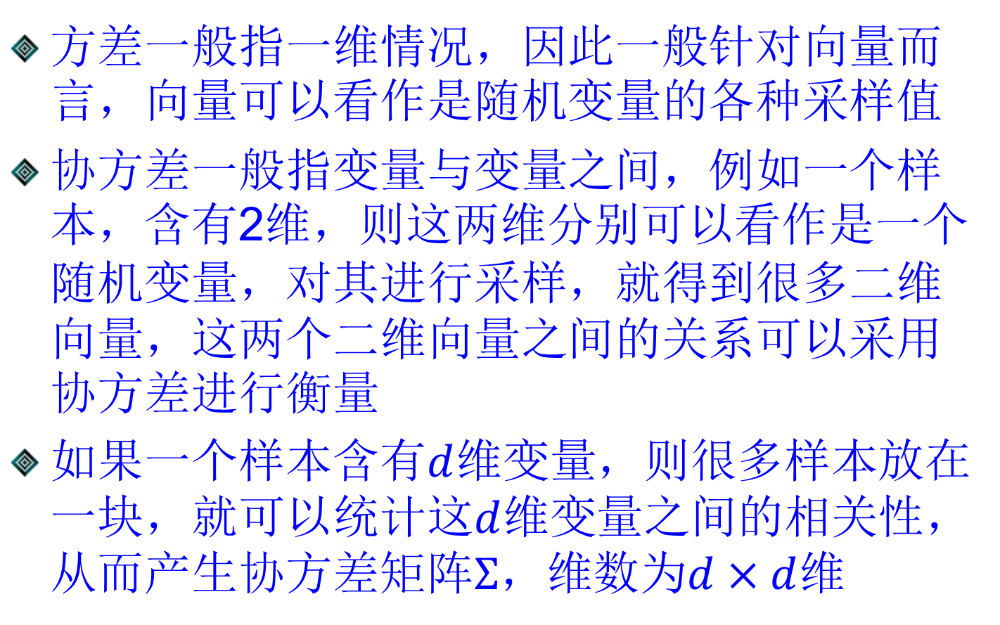 方差一般指一维情况，因此一般针对向量而
言，向量可以看作是随机变量的各种采样值
协方差一般指变量与变量之间，例如一个样
本，含有2维，则这两维分别可以看作是一个
随机变量，对其进行采样，就得到很多二维
向量，这两个二维向量之间的关系可以采用
协方差进行衡量
如果一个样本含有d维变量，则很多样本放在
一块，就可以统计这d维变量之间的相关性，
从而产生协方差矩阵Σ，维数为d × d维